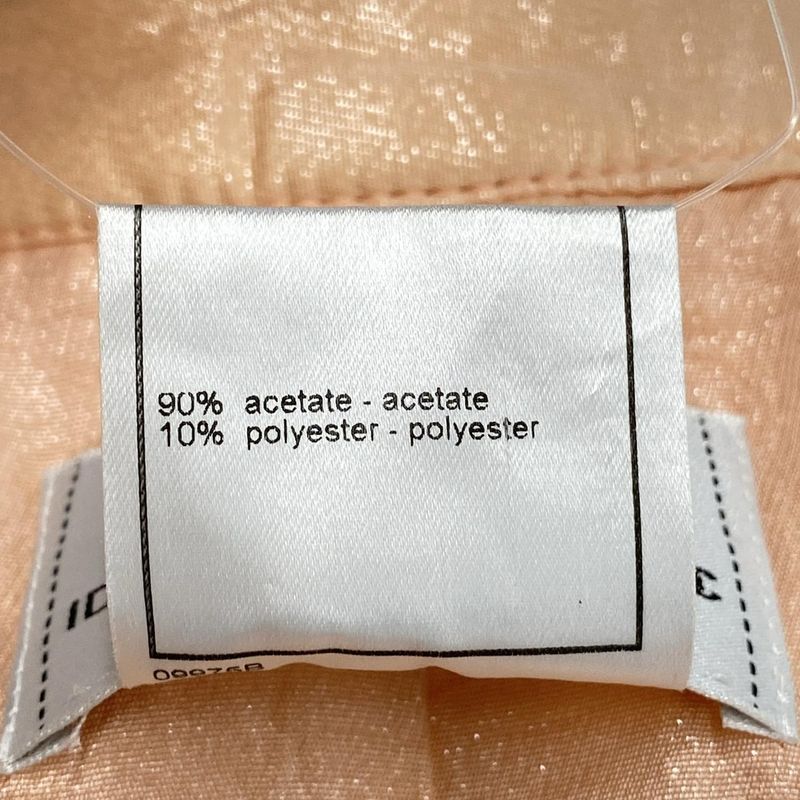 90% acetate - acetate
10% polyester - polyester